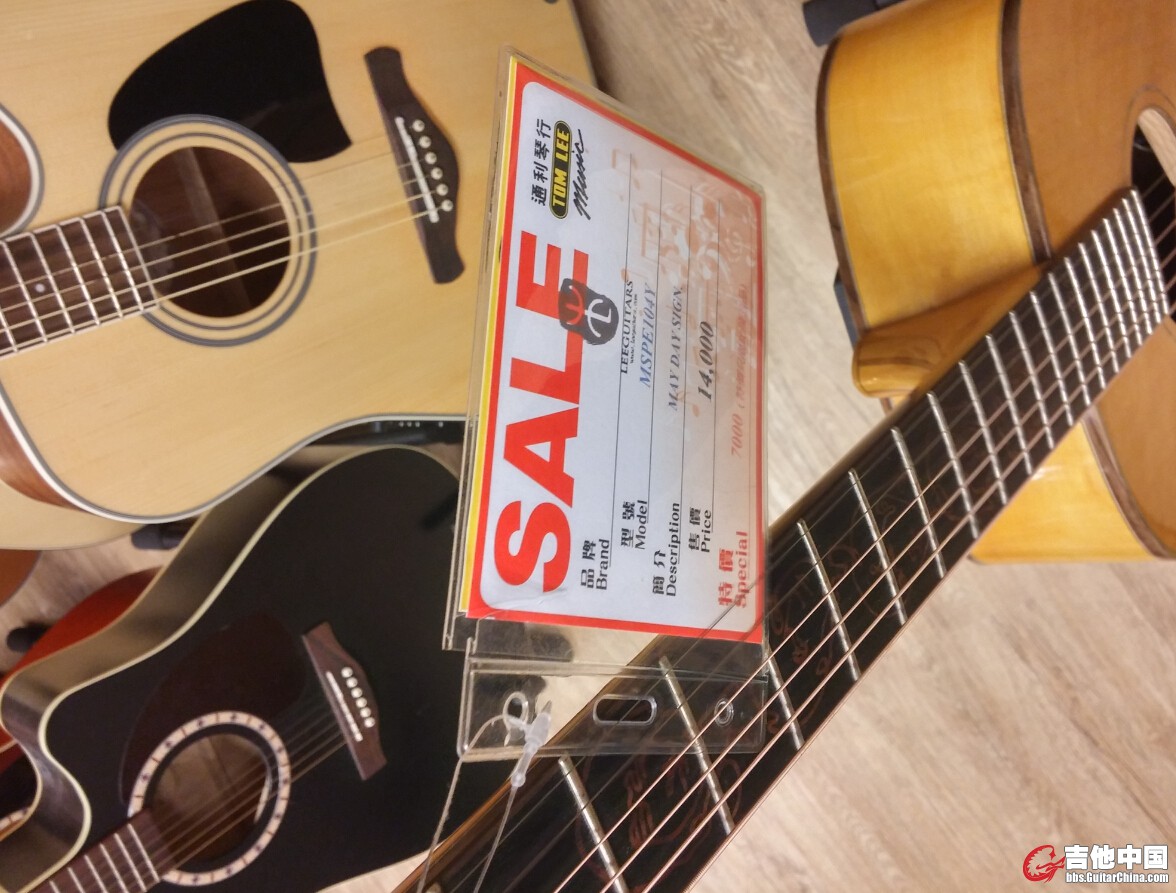 通利琴行
TOM LEE
Music
SALE
品牌
Brand
LEEGUITARS
型號
Model
MSPE104Y
簡介
Description
MAY DAY SIGN
售價
Price
14,000
特價
Special
7000
吉他中国
bbs.GuitarChina.com